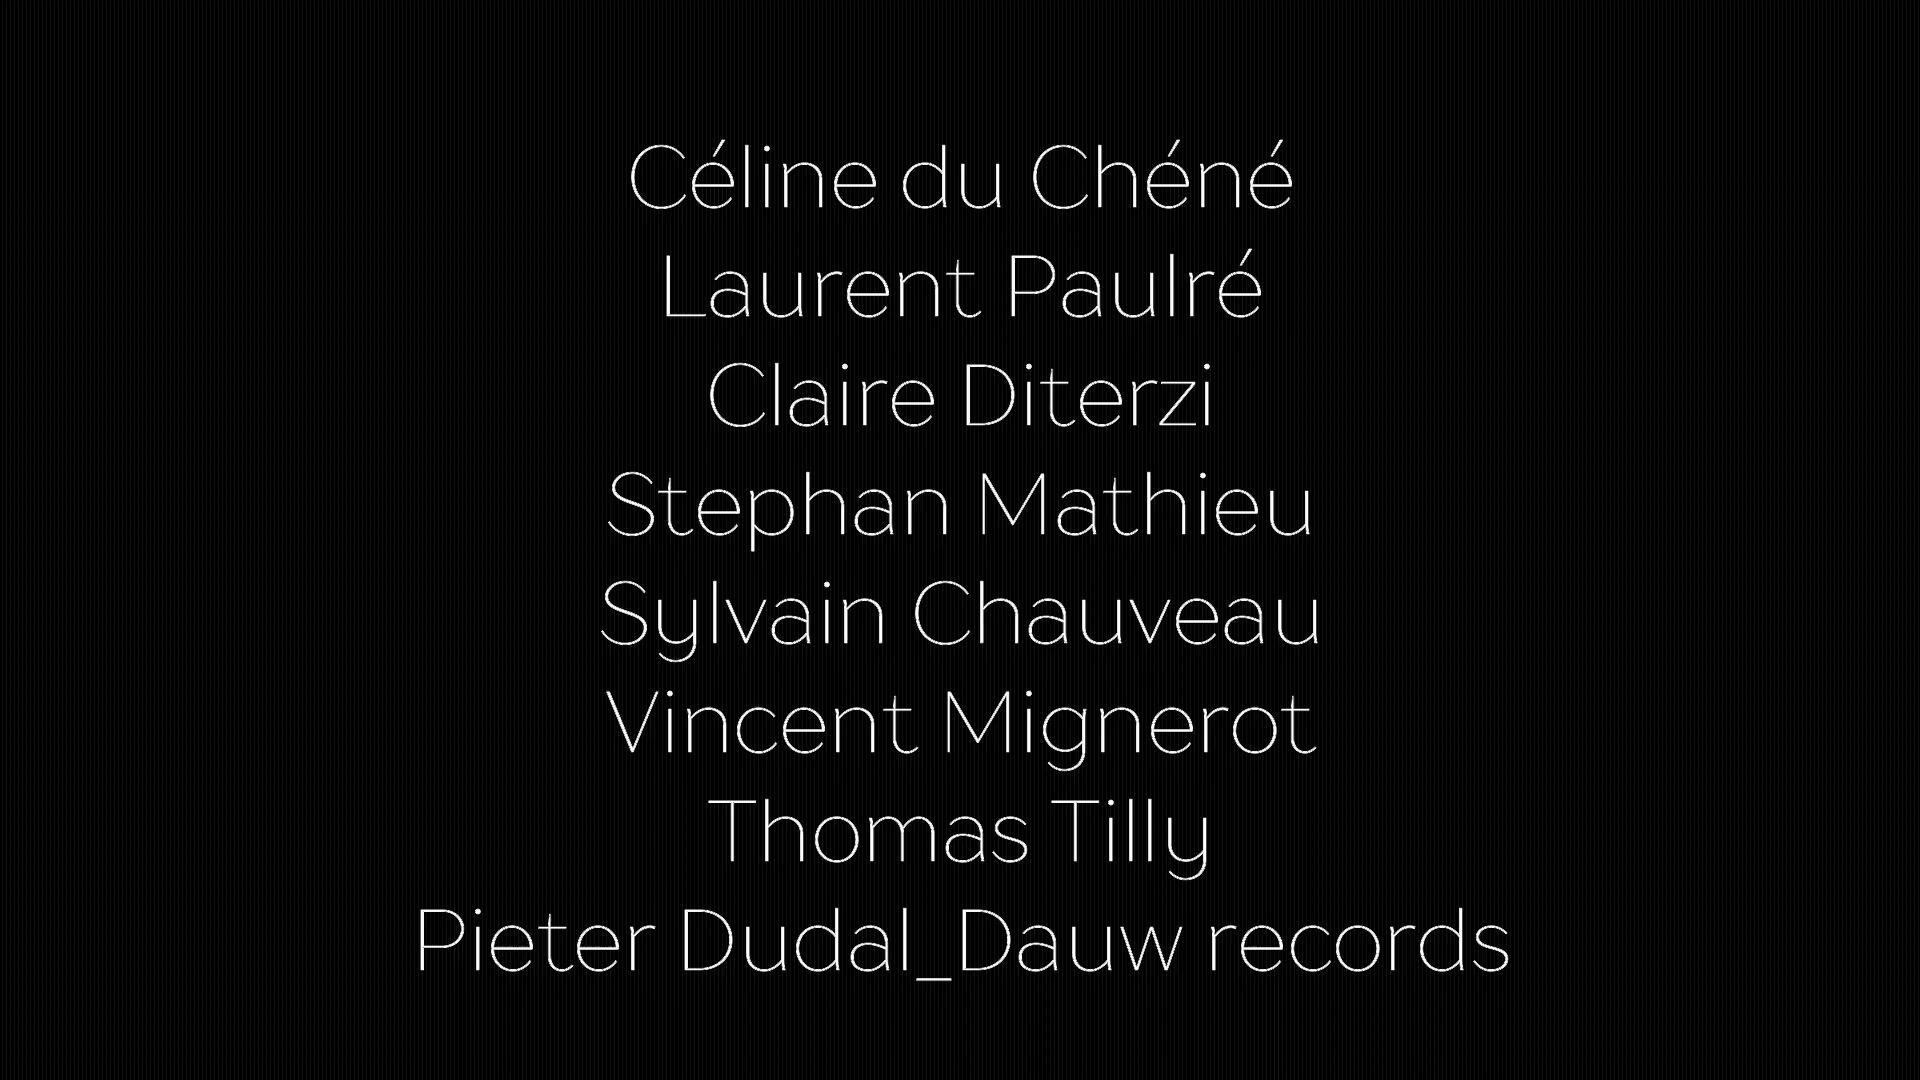 Céline du Chéné
Laurent Paulré
Claire Diterzi
Stephan Mathieu
Sylvain Chauveau
Vincent Mignerot
Thomas Tilly
Pieter Dudal_Dauw records